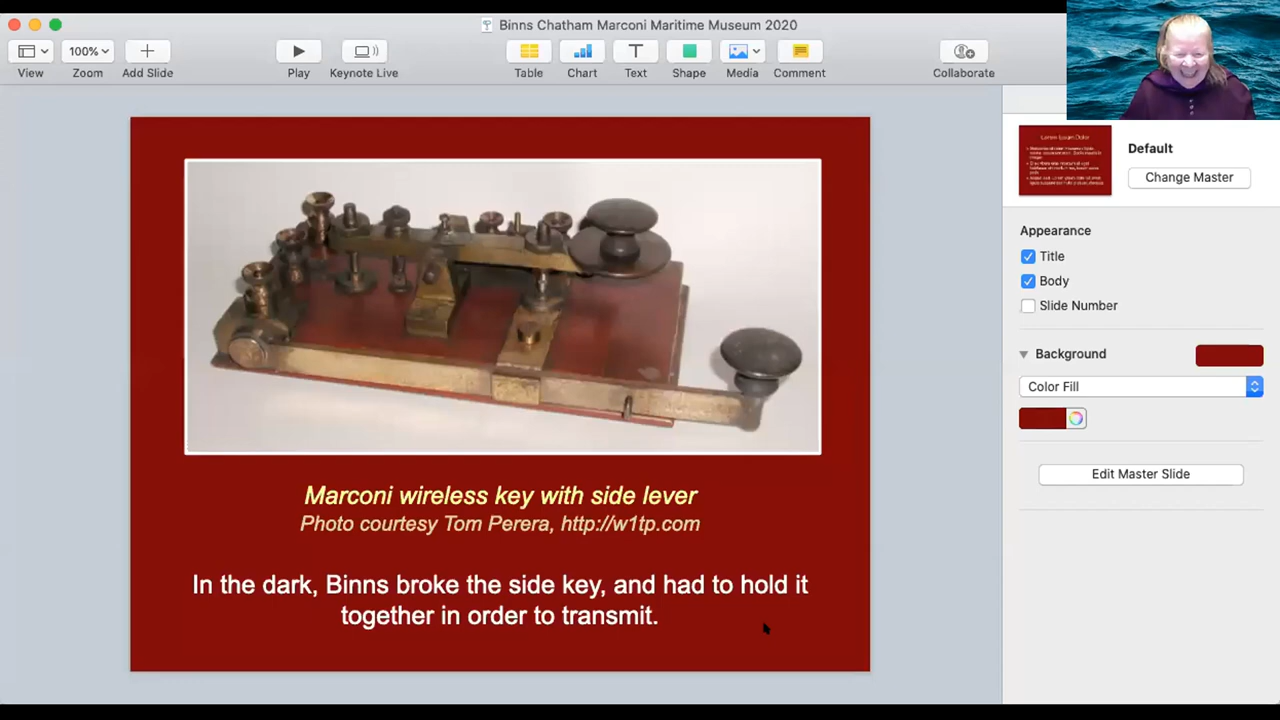 Binns Chatham Marconi Maritime Museum 2020
100%
View
Zoom
Add Slide
Play
Keynote Live
Table
Chart
Text
Shape
Media
Comment
Collaborate
Default
Change Master
Appearance
Title
Body
Slide Number
Background
Color Fill
Edit Master Slide
Marconi wireless key with side lever
Photo courtesy Tom Perera, http://w1tp.com
In the dark, Binns broke the side key, and had to hold it
together in order to transmit.